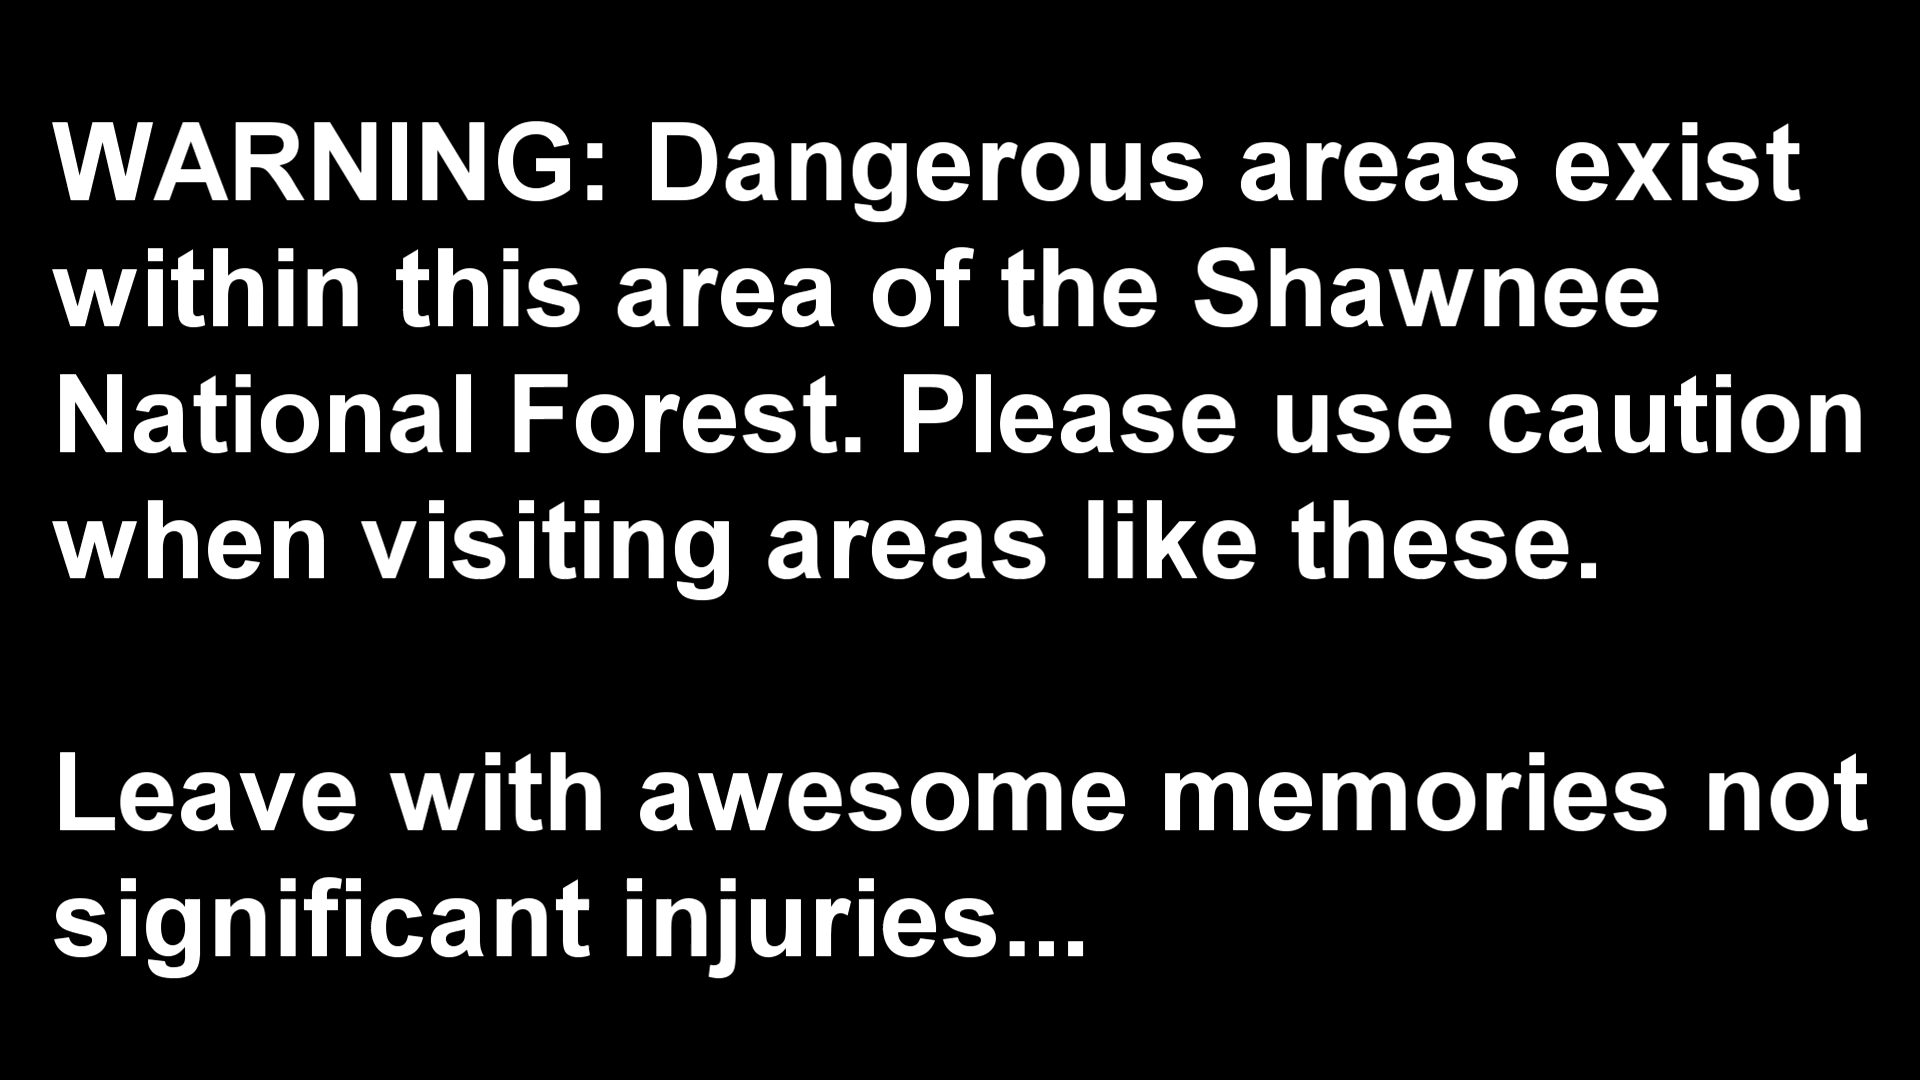 WARNING: Dangerous areas exist
within this area of the Shawnee
National Forest. Please use caution
when visiting areas like these.
Leave with awesome memories not
significant injuries...